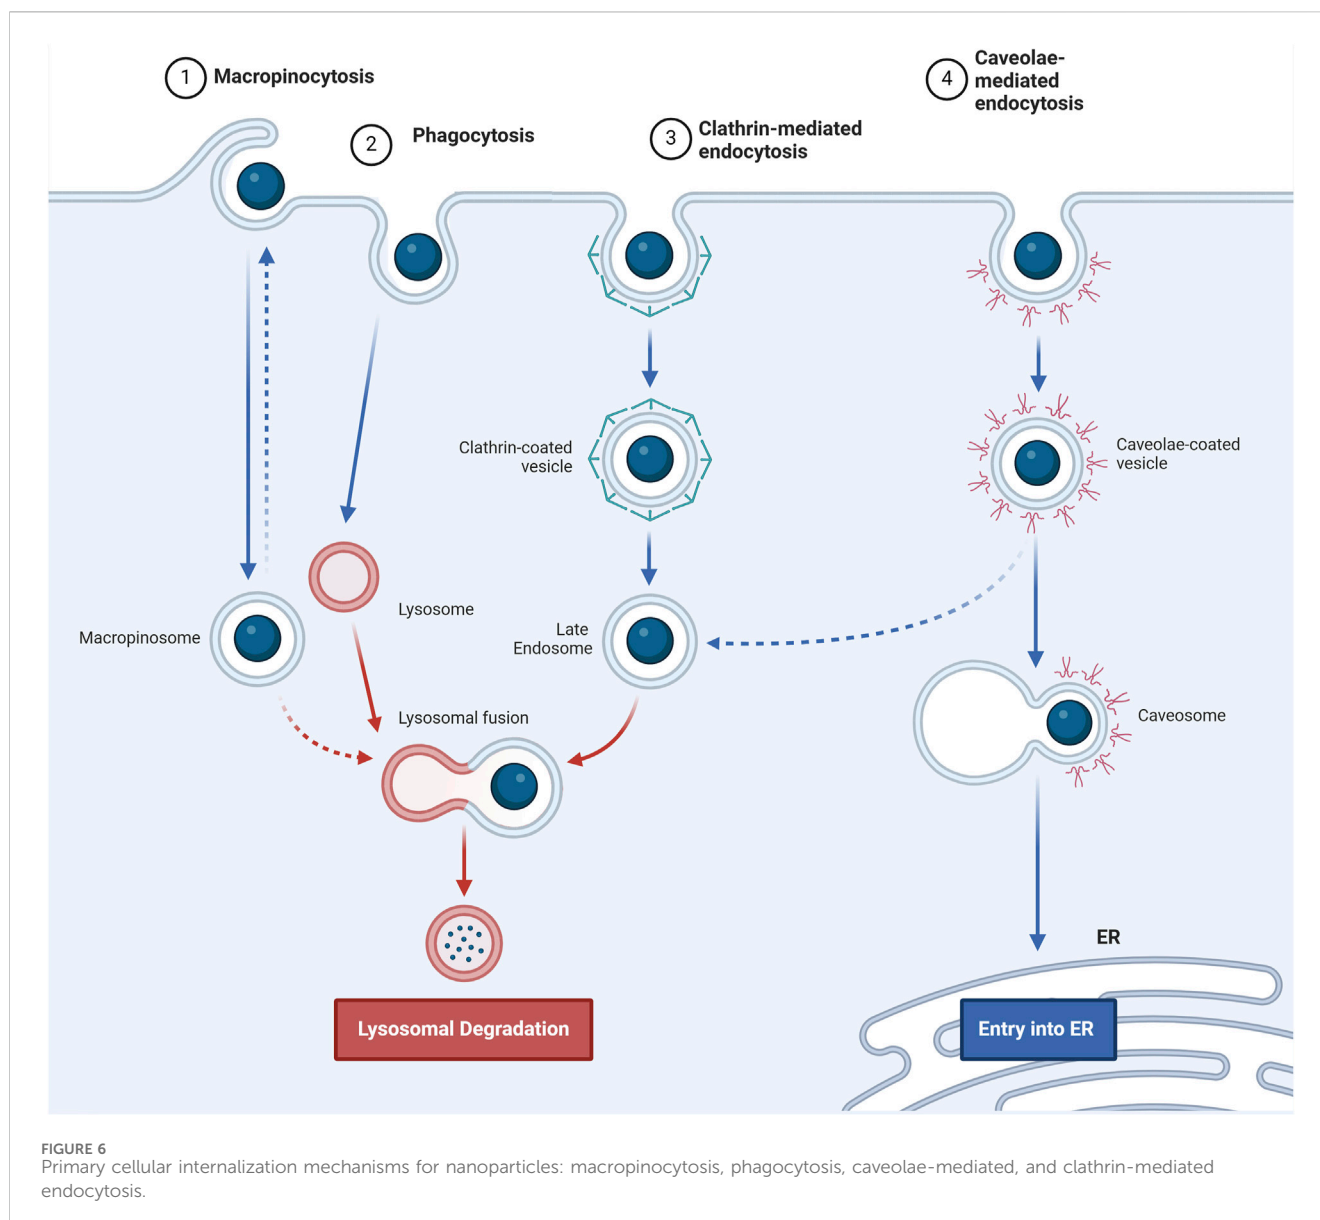 1 Macropinocytosis
2 Phagocytosis
3 Clathrin-mediated
endocytosis
4 Caveolae-
mediated
endocytosis
Clathrin-coated
vesicle
Caveolae-coated
vesicle
Lysosome
Macropinosome
Late
Endosome
Lysosomal fusion
Caveosome
ER
Lysosomal Degradation
Entry into ER
FIGURE 6
Primary cellular internalization mechanisms for nanoparticles: macropinocytosis, phagocytosis, caveolae-mediated, and clathrin-mediated
endocytosis.